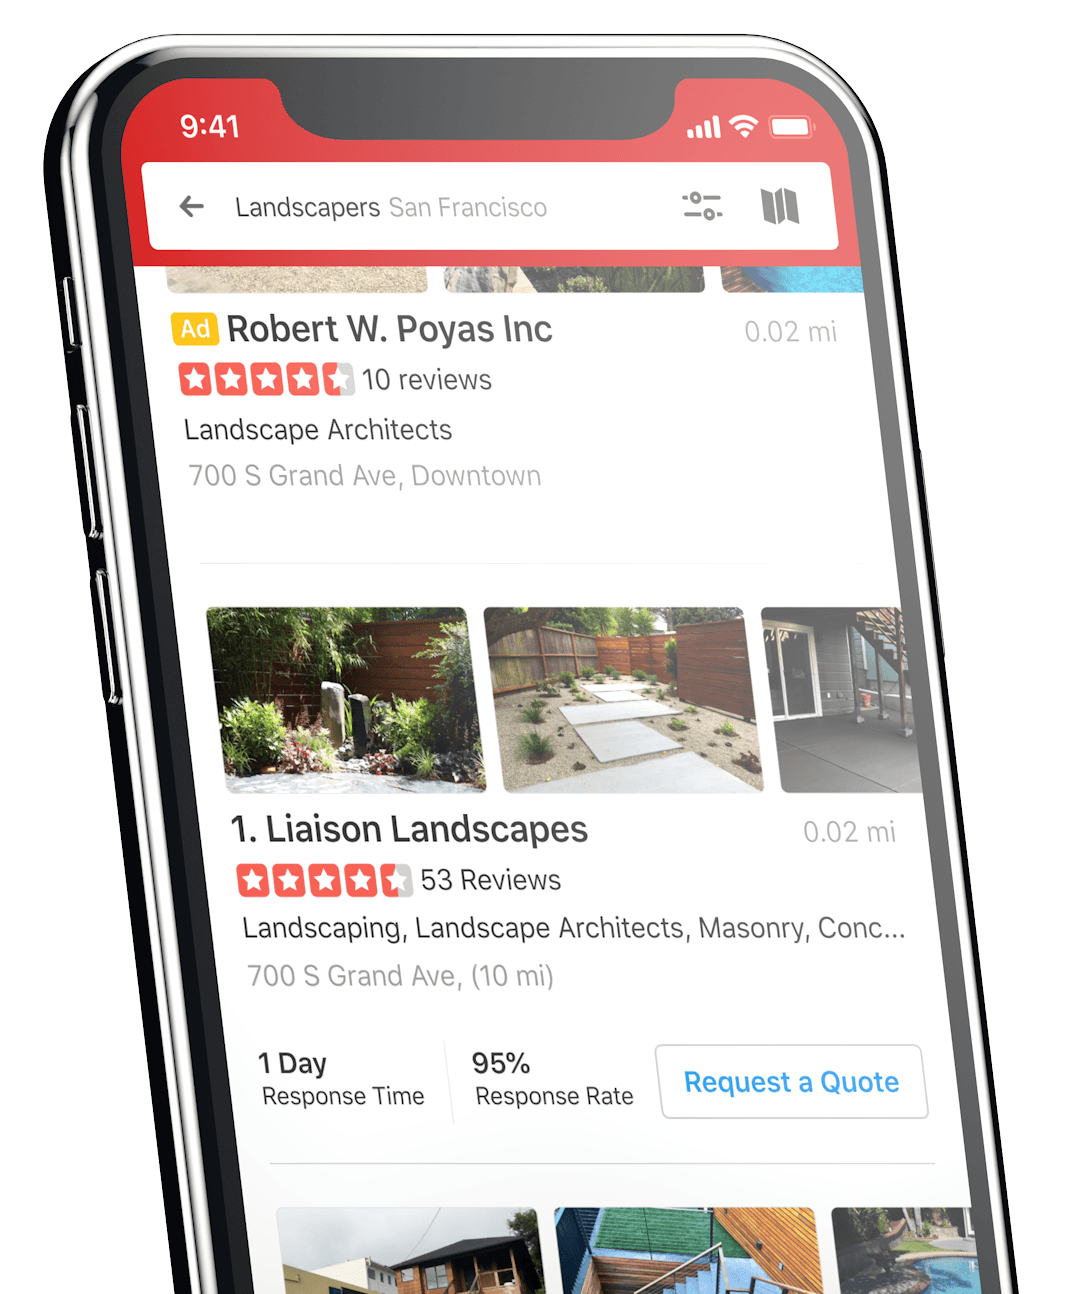 9:41
Landscapers San Francisco
Ad Robert W. Poyas Inc 0.02 mi
10 reviews
Landscape Architects
700 S Grand Ave, Downtown
1. Liaison Landscapes 0.02 mi
53 Reviews
Landscaping, Landscape Architects, Masonry, Conc...
700 S Grand Ave, (10 mi)
1 Day 95%
Response Time Response Rate Request a Quote